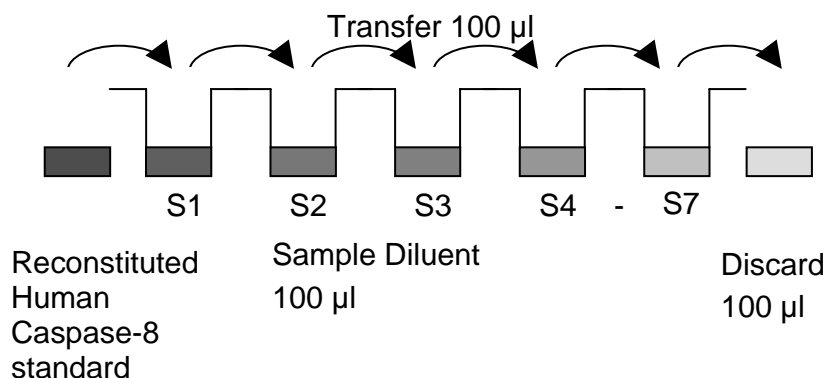 Transfer 100 µl
S1 S2 S3 S4 - S7
Reconstituted
Human
Caspase-8
standard
Sample Diluent
100 µl
Discard
100 µl